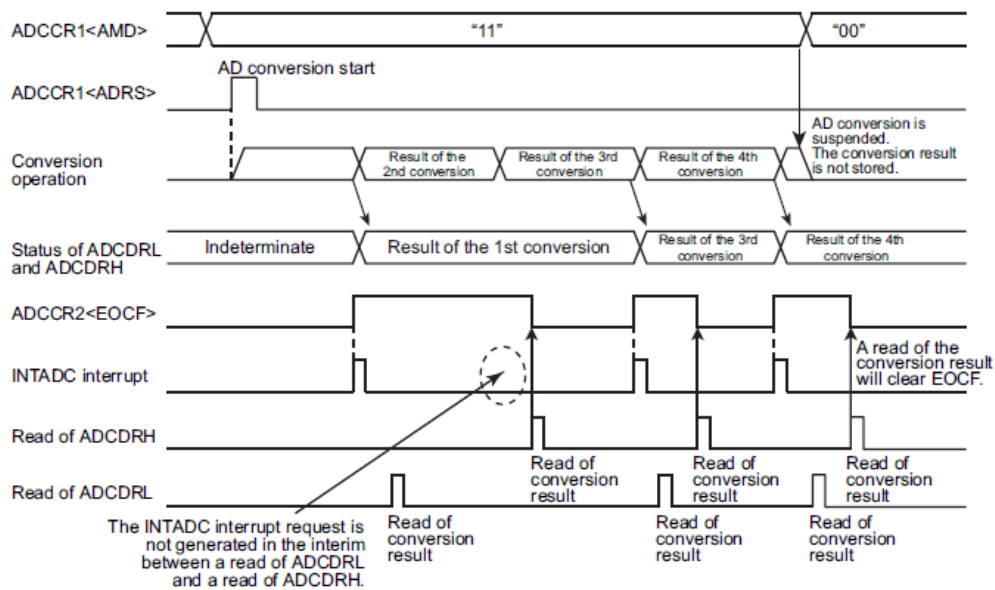 ADCCR1<AMD>
“11”
“00”
AD conversion start
ADCCR1<ADRS>
AD conversion is
suspended.
The conversion result
is not stored.
Conversion
operation
Result of the
2nd conversion
Result of the 3rd
conversion
Result of the 4th
conversion
Status of ADCDRL
and ADCDRH
Indeterminate
Result of the 1st conversion
Result of the 3rd
conversion
Result of the 4th
conversion
ADCCR2<EOCF>
INTADC interrupt
A read of the
conversion result
will clear EOCF.
Read of ADCDRH
Read of
conversion
result
Read of
conversion
result
Read of
conversion
result
Read of ADCDRL
Read of
conversion
result
Read of
conversion
result
Read of
conversion
result
The INTADC interrupt request is
not generated in the interim
between a read of ADCDRL
and a read of ADCDRH.